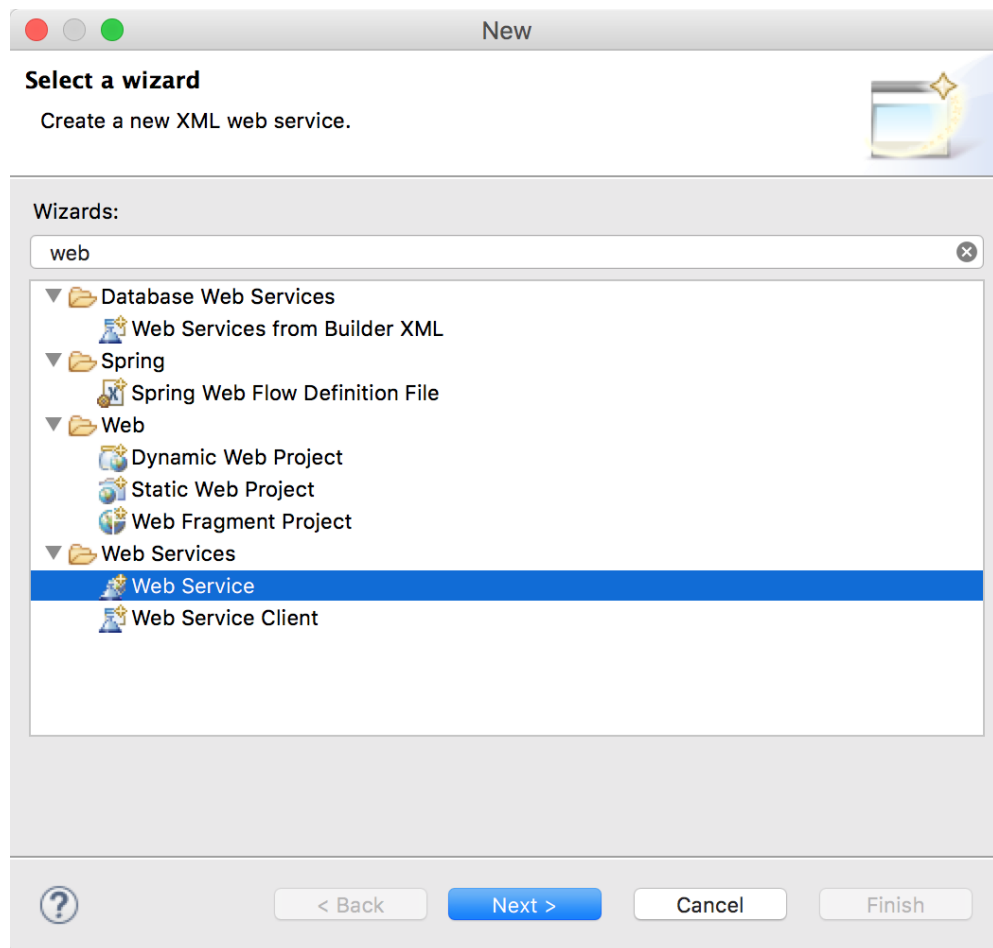 New
Select a wizard
Create a new XML web service.
Wizards:
web
Database Web Services
Web Services from Builder XML
Spring
Spring Web Flow Definition File
Web
Dynamic Web Project
Static Web Project
Web Fragment Project
Web Services
Web Service
Web Service Client
? < Back Next > Cancel Finish